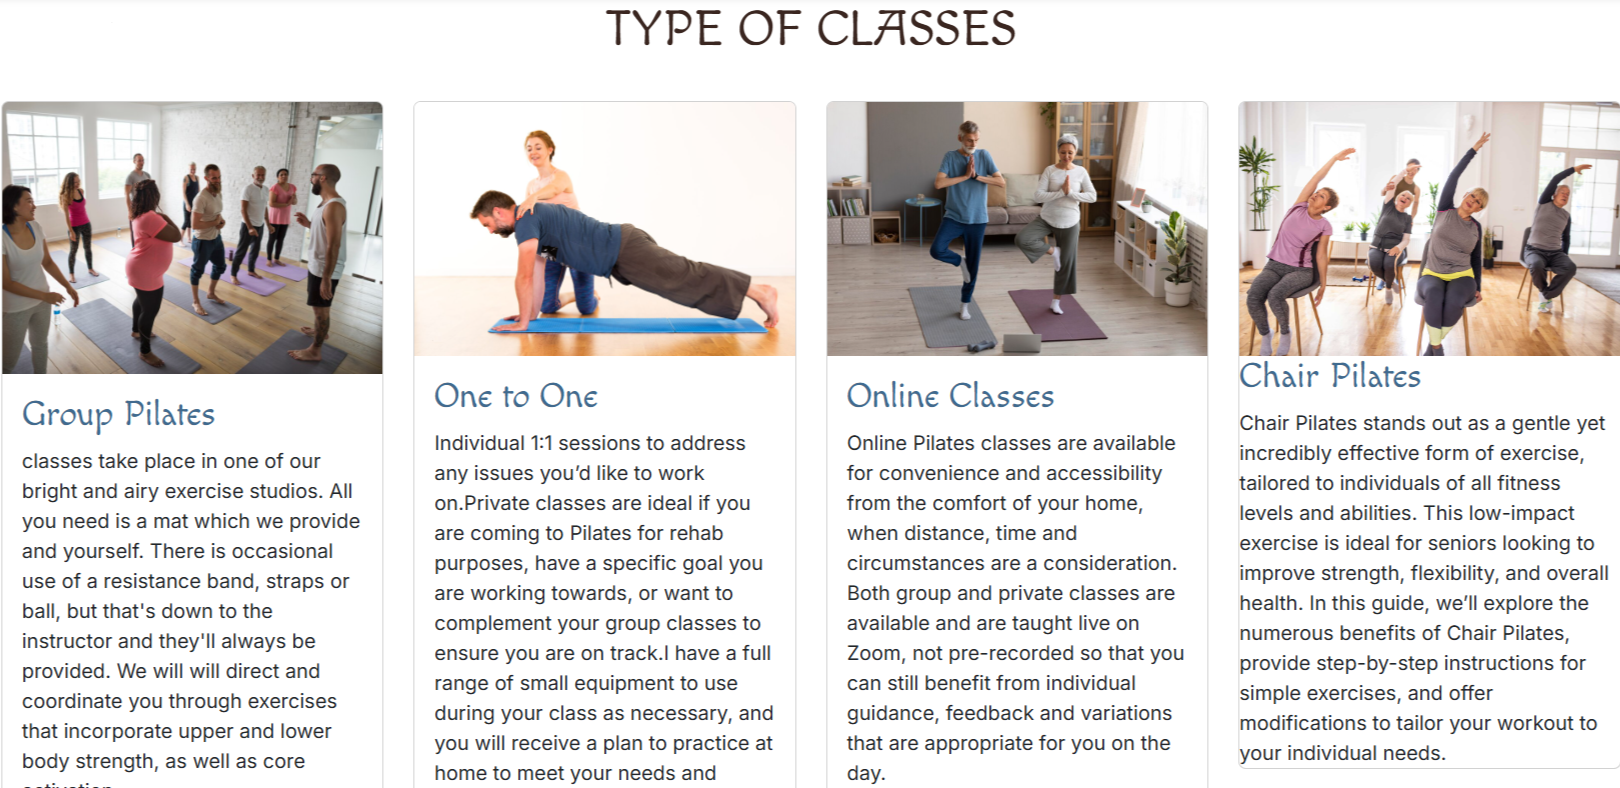 TYPE OF CLASSES
Group Pilates
classes take place in one of our
bright and airy exercise studios. All
you need is a mat which we provide
and yourself. There is occasional
use of a resistance band, straps or
ball, but that's down to the
instructor and they'll always be
provided. We will will direct and
coordinate you through exercises
that incorporate upper and lower
body strength, as well as core
One to One
Individual 1:1 sessions to address
any issues you’d like to work
on.Private classes are ideal if you
are coming to Pilates for rehab
purposes, have a specific goal you
are working towards, or want to
complement your group classes to
ensure you are on track.I have a full
range of small equipment to use
during your class as necessary, and
you will receive a plan to practice at
home to meet your needs and
Online Classes
Online Pilates classes are available
for convenience and accessibility
from the comfort of your home,
when distance, time and
circumstances are a consideration.
Both group and private classes are
available and are taught live on
Zoom, not pre-recorded so that you
can still benefit from individual
guidance, feedback and variations
that are appropriate for you on the
day.
Chair Pilates
Chair Pilates stands out as a gentle yet
incredibly effective form of exercise,
tailored to individuals of all fitness
levels and abilities. This low-impact
exercise is ideal for seniors looking to
improve strength, flexibility, and overall
health. In this guide, we’ll explore the
numerous benefits of Chair Pilates,
provide step-by-step instructions for
simple exercises, and offer
modifications to tailor your workout to
your individual needs.